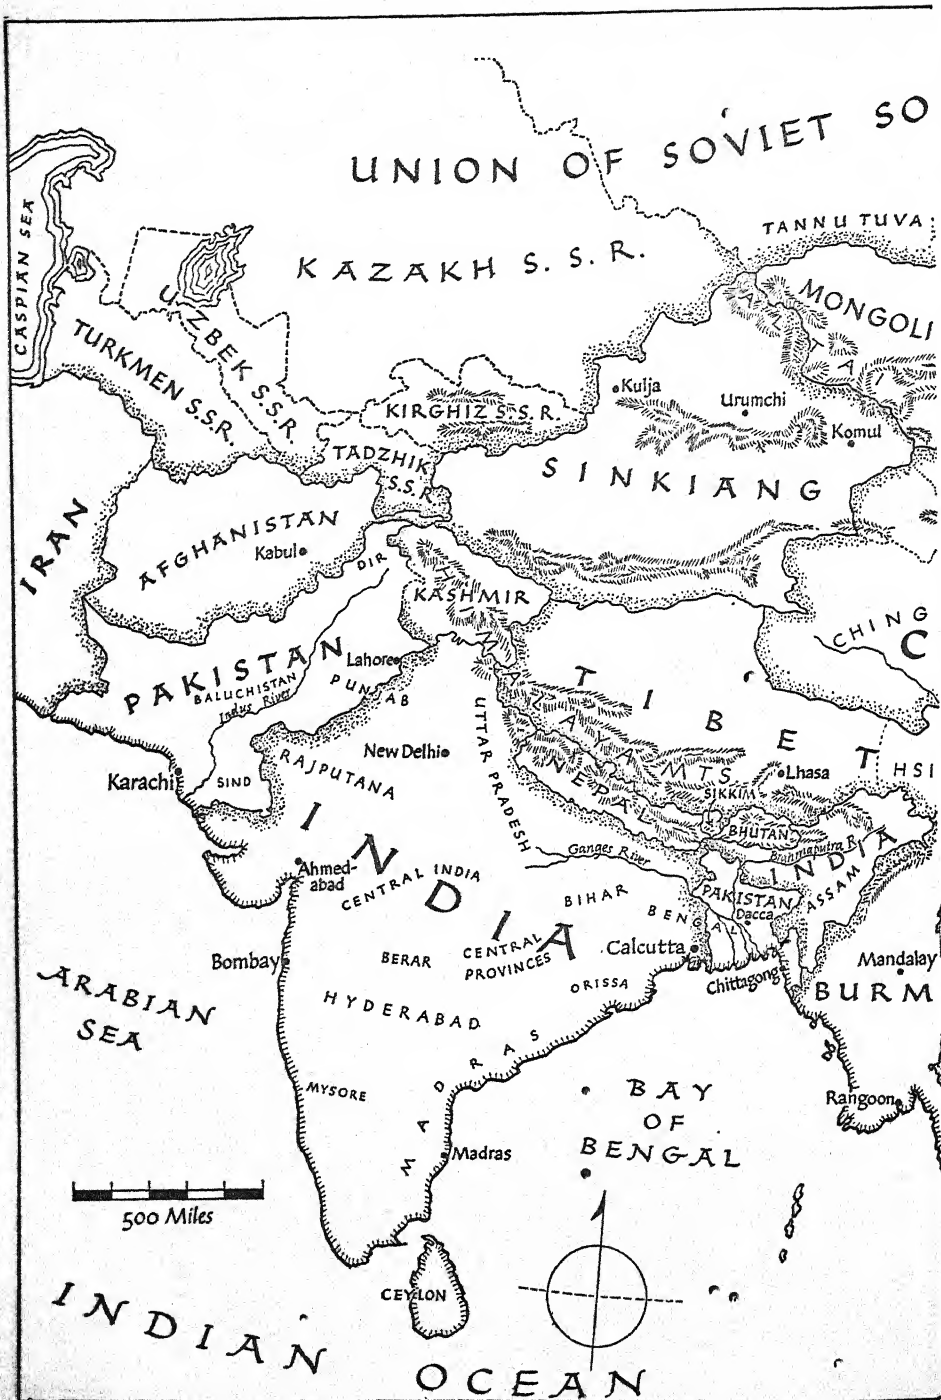 UNION OF SOVIET SO
CASPIAN SEA
TANNU TUVA
KAZAKH S.S.R.
UZBEK S.S.R.
MONGOLI
ALTAI
TURKMEN S.S.R.
Kulja
Urumchi
KIRGHIZ S.S.R.
Komul
TADZHIK
S.S.R.
SINKIANG
IRAN
AFGHANISTAN
Kabul
DIR
KASHMIR
CHING
C
PAKISTAN
Lahore
BALUCHISTAN
PUNJAB
Indus River
TIBET
HIMALAYA MTS
UTTAR PRADESH
New Delhi
Karachi
SIND
RAJPUTANA
NEPAL
Lhasa
HSI
SIKKIM
BHUTAN
Brahmaputra R.
INDIA
Ganges River
INDIA
ASSAM
Ahmed-
abad
CENTRAL INDIA
BIHAR
PAKISTAN
Dacca
BENGAL
Bombay
BERAR
CENTRAL
PROVINCES
Calcutta
Chittagong
Mandalay
ORISSA
BURM
ARABIAN
SEA
HYDERABAD
MADRAS
MYSORE
BAY
OF
BENGAL
Rangoon
Madras
500 Miles
CEYLON
INDIAN OCEAN